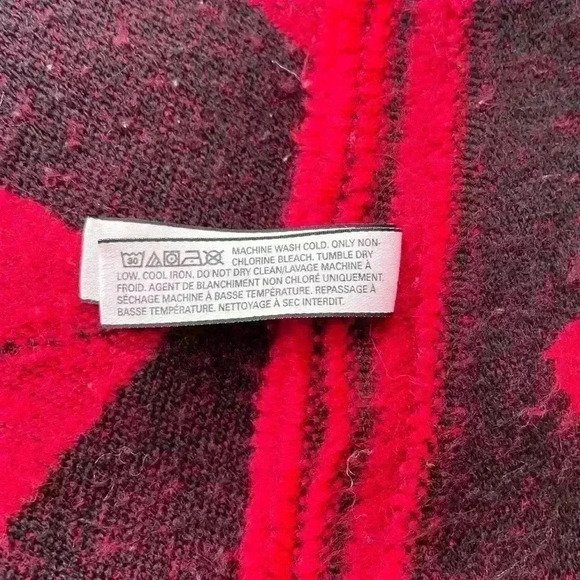 30 MACHINE WASH COLD. ONLY NON-
CHLORINE BLEACH. TUMBLE DRY
LOW. COOL IRON. DO NOT DRY CLEAN/LAVAGE MACHINE À
FROID. AGENT DE BLANCHIMENT NON CHLORÉ UNIQUEMENT.
SÉCHAGE MACHINE À BASSE TEMPÉRATURE. REPASSAGE À
BASSE TEMPÉRATURE. NETTOYAGE À SEC INTERDIT.